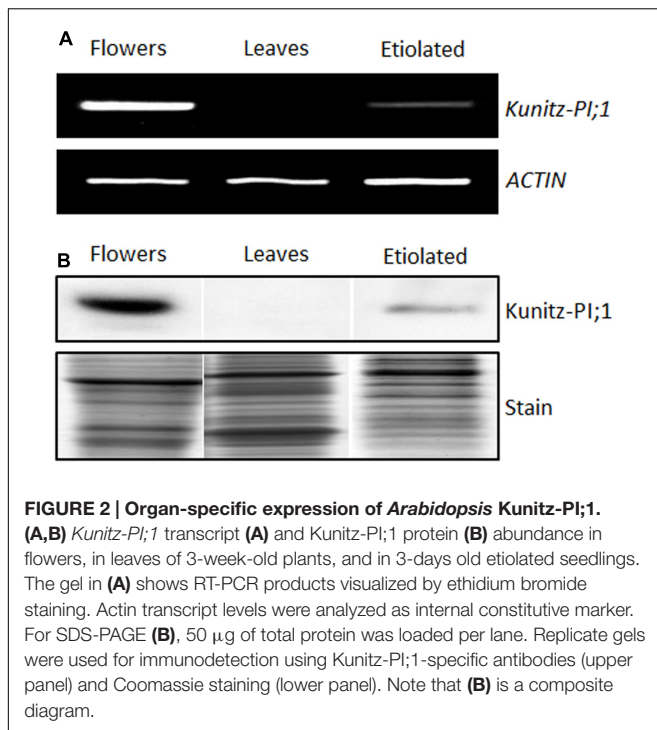 A
Flowers Leaves Etiolated
Kunitz-PI;1
ACTIN
Flowers Leaves Etiolated
B
Kunitz-PI;1
Stain
FIGURE 2 | Organ-specific expression of Arabidopsis Kunitz-PI;1.
(A,B) Kunitz-PI;1 transcript (A) and Kunitz-PI;1 protein (B) abundance in
flowers, in leaves of 3-week-old plants, and in 3-days old etiolated seedlings.
The gel in (A) shows RT-PCR products visualized by ethidium bromide
staining. Actin transcript levels were analyzed as internal constitutive marker.
For SDS-PAGE (B), 50 μg of total protein was loaded per lane. Replicate gels
were used for immunodetection using Kunitz-PI;1-specific antibodies (upper
panel) and Coomassie staining (lower panel). Note that (B) is a composite
diagram.